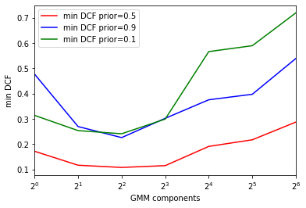 min DCF prior=0.5
min DCF prior=0.9
min DCF prior=0.1
0.7
0.6
0.5
0.4
0.3
0.2
0.1
min DCF
2^0 2^1 2^2 2^3 2^4 2^5 2^6
GMM components